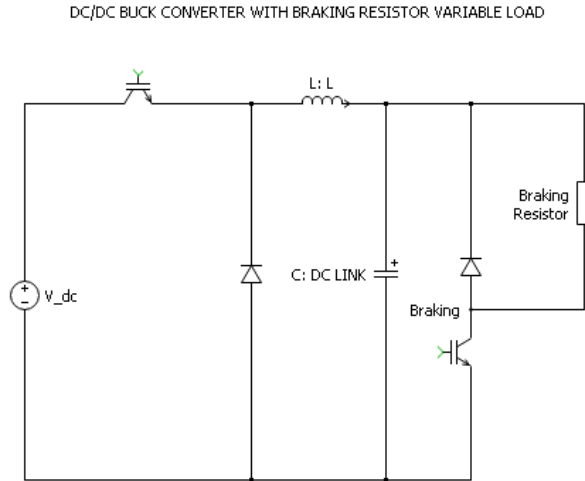 DC/DC BUCK CONVERTER WITH BRAKING RESISTOR VARIABLE LOAD
L: L
Braking
Resistor
C: DC LINK
+
V_dc
Braking